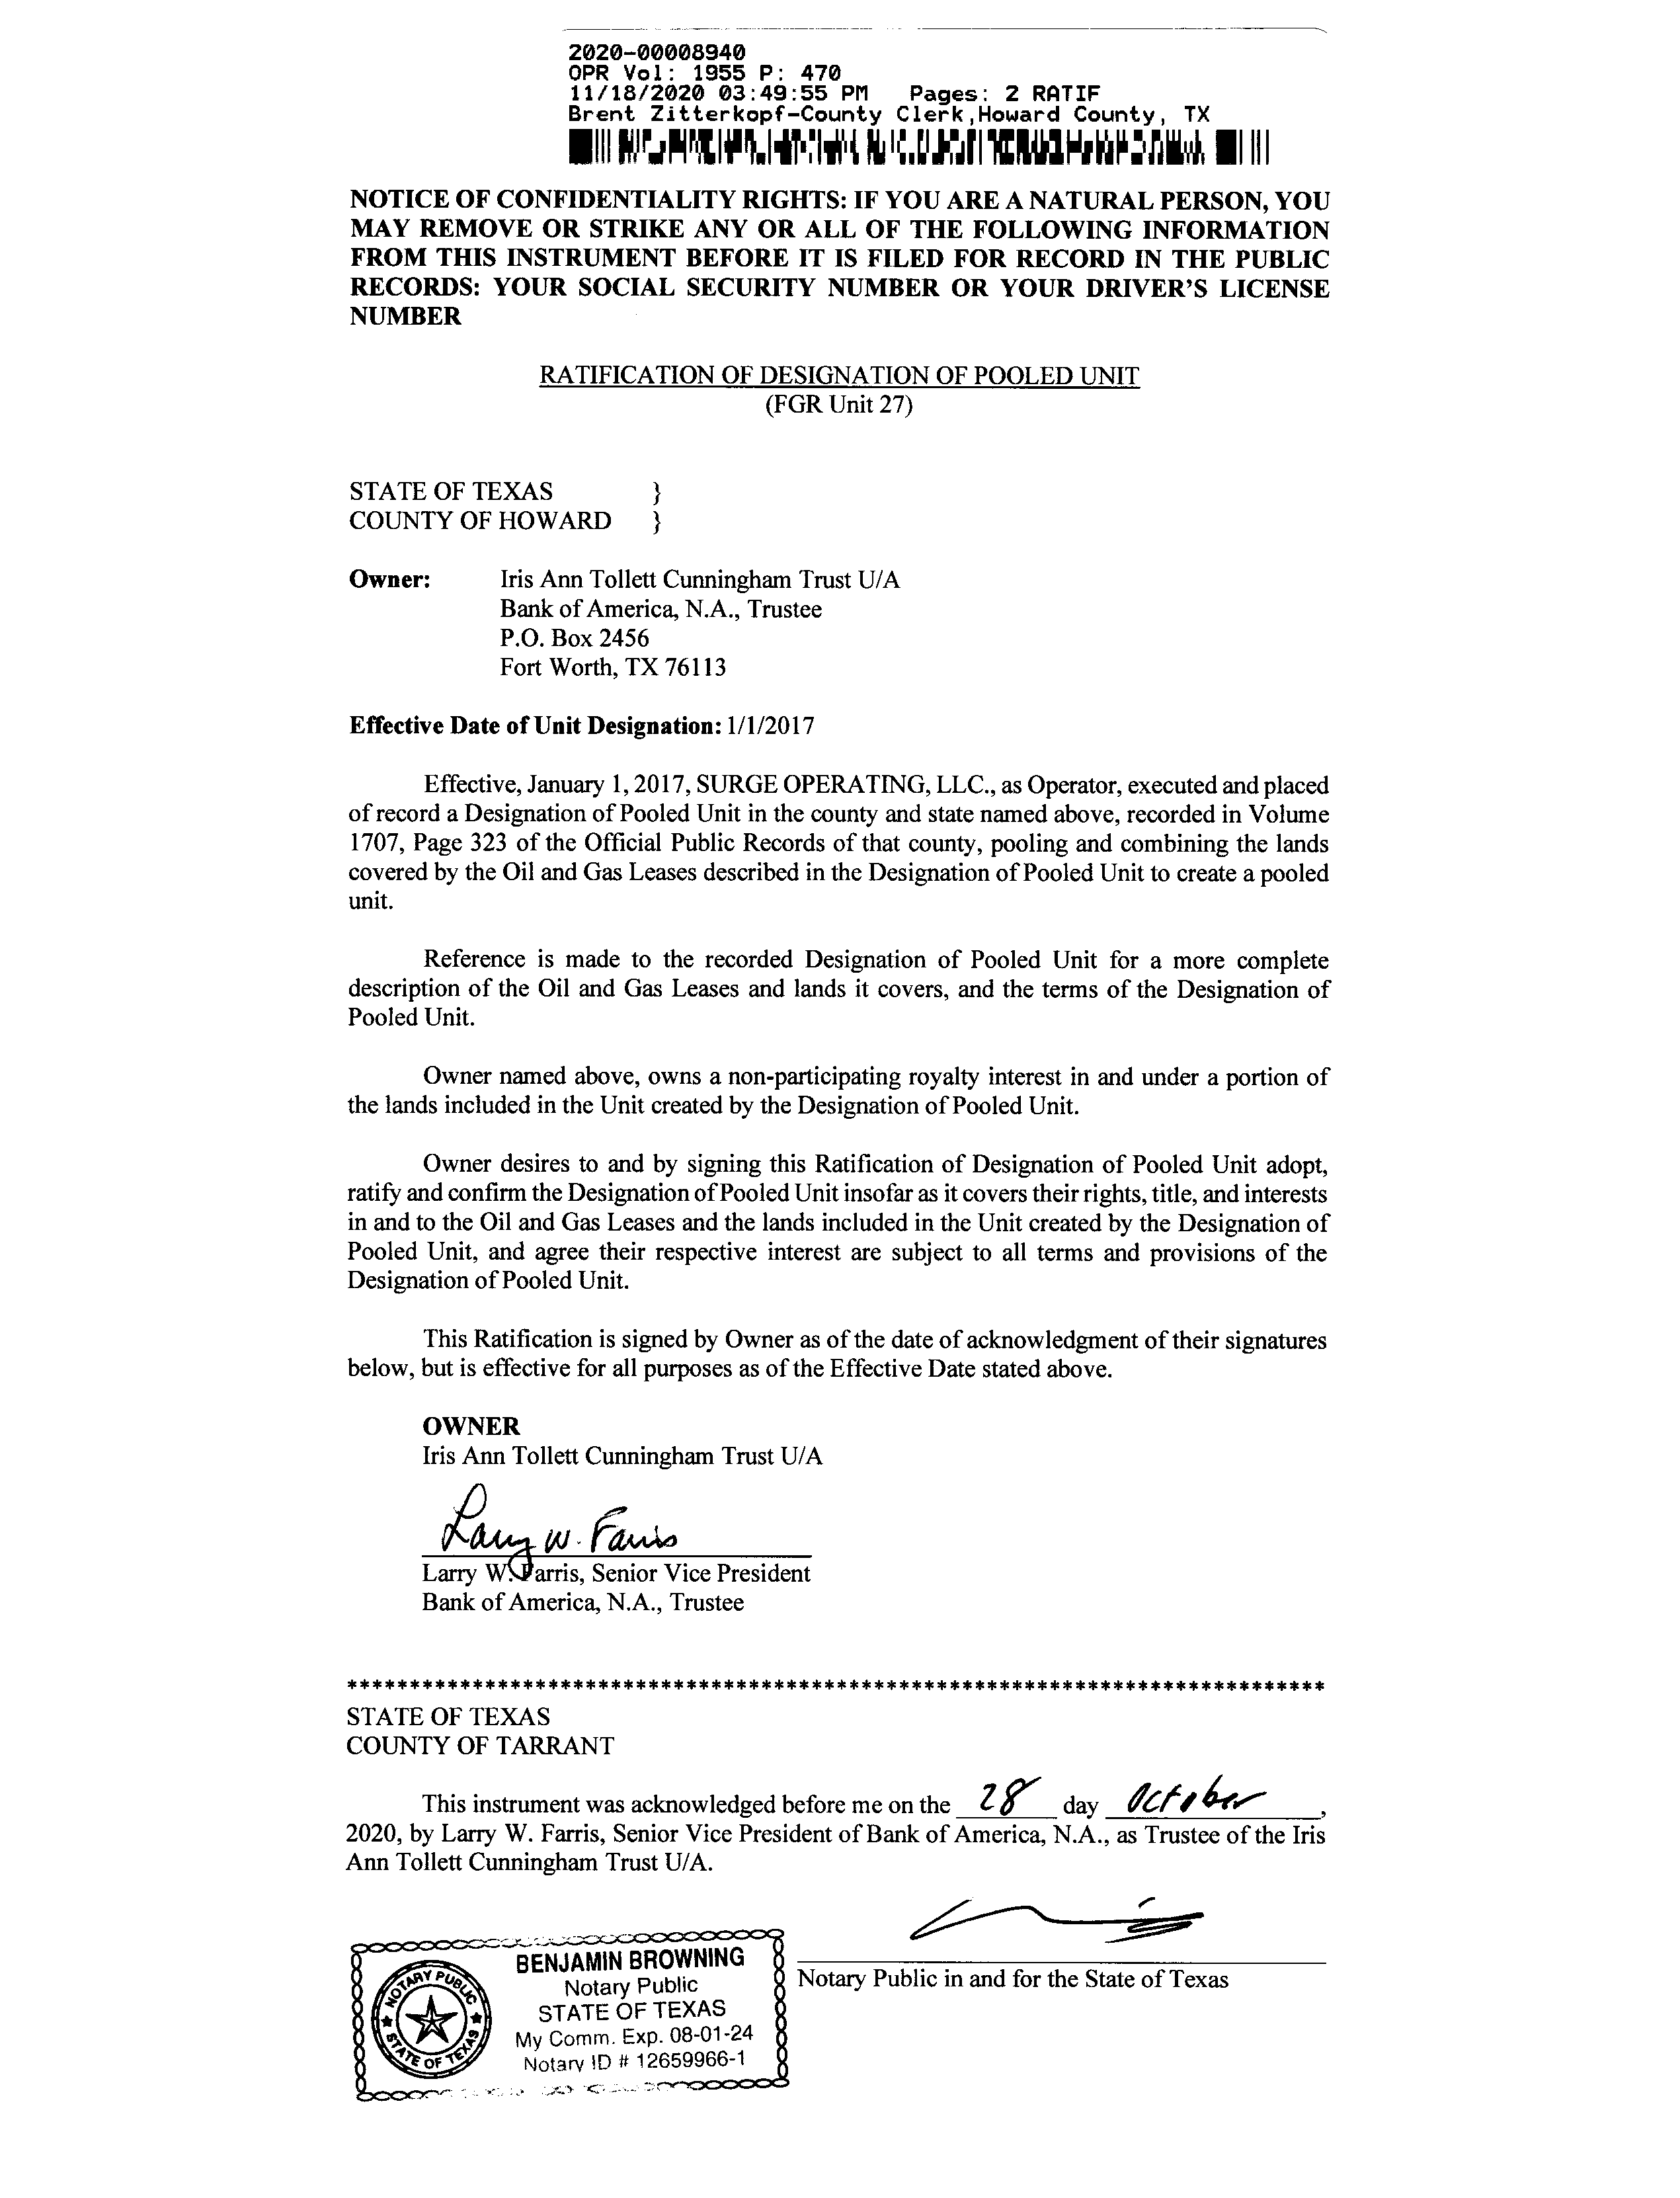 2020-00008940
OPR Vol: 1955 P: 470
11/18/2020 03:49:55 PM Pages: 2 RATIF
Brent Zitterkopf-County Clerk,Howard County, TX
NOTICE OF CONFIDENTIALITY RIGHTS: IF YOU ARE A NATURAL PERSON, YOU
MAY REMOVE OR STRIKE ANY OR ALL OF THE FOLLOWING INFORMATION
FROM THIS INSTRUMENT BEFORE IT IS FILED FOR RECORD IN THE PUBLIC
RECORDS: YOUR SOCIAL SECURITY NUMBER OR YOUR DRIVER'S LICENSE
NUMBER
RATIFICATION OF DESIGNATION OF POOLED UNIT
(FGR Unit 27)
STATE OF TEXAS }
COUNTY OF HOWARD }
Owner: Iris Ann Tollett Cunningham Trust U/A
Bank of America, N.A., Trustee
P.O. Box 2456
Fort Worth, TX 76113
Effective Date of Unit Designation: 1/1/2017
Effective, January 1, 2017, SURGE OPERATING, LLC., as Operator, executed and placed
of record a Designation of Pooled Unit in the county and state named above, recorded in Volume
1707, Page 323 of the Official Public Records of that county, pooling and combining the lands
covered by the Oil and Gas Leases described in the Designation of Pooled Unit to create a pooled
unit.
Reference is made to the recorded Designation of Pooled Unit for a more complete
description of the Oil and Gas Leases and lands it covers, and the terms of the Designation of
Pooled Unit.
Owner named above, owns a non-participating royalty interest in and under a portion of
the lands included in the Unit created by the Designation of Pooled Unit.
Owner desires to and by signing this Ratification of Designation of Pooled Unit adopt,
ratify and confirm the Designation of Pooled Unit insofar as it covers their rights, title, and interests
in and to the Oil and Gas Leases and the lands included in the Unit created by the Designation of
Pooled Unit, and agree their respective interest are subject to all terms and provisions of the
Designation of Pooled Unit.
This Ratification is signed by Owner as of the date of acknowledgment of their signatures
below, but is effective for all purposes as of the Effective Date stated above.
OWNER
Iris Ann Tollett Cunningham Trust U/A
Larry W. Farris
Larry W. Farris, Senior Vice President
Bank of America, N.A., Trustee
******************************************************************************
STATE OF TEXAS
COUNTY OF TARRANT
This instrument was acknowledged before me on the 28 day October,
2020, by Larry W. Farris, Senior Vice President of Bank of America, N.A., as Trustee of the Iris
Ann Tollett Cunningham Trust U/A.
Notary Public in and for the State of Texas
NOTARY PUBLIC
STATE OF TEXAS
BENJAMIN BROWNING
Notary Public
STATE OF TEXAS
My Comm. Exp. 08-01-24
Notary ID # 12659966-1